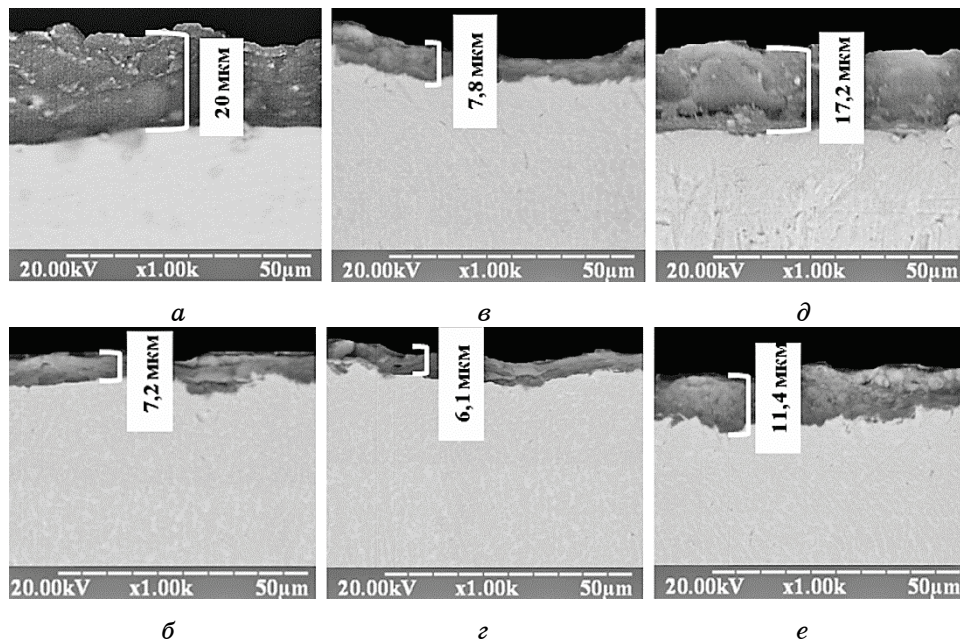 20 мкм
7,8 мкм
17,2 мкм
20.00kV x1.00k 50µm
20.00kV x1.00k 50µm
20.00kV x1.00k 50µm
а
в
д
7,2 мкм
6,1 мкм
11,4 мкм
20.00kV x1.00k 50µm
20.00kV x1.00k 50µm
20.00kV x1.00k 50µm
б
г
е